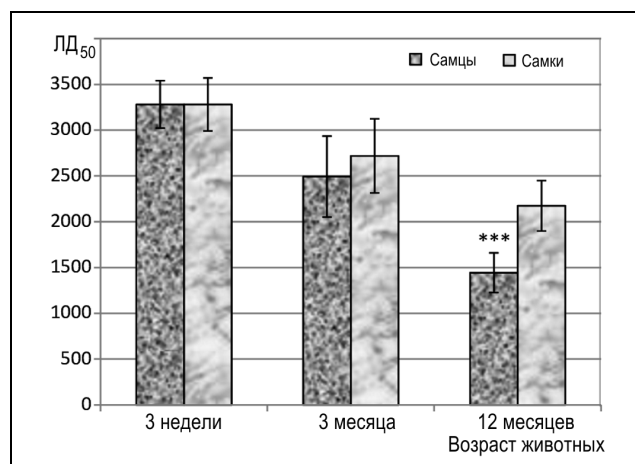 ЛД50
Самцы Самки
3500
3000
2500
2000
1500
1000
500
0
***
3 недели 3 месяца 12 месяцев
Возраст животных